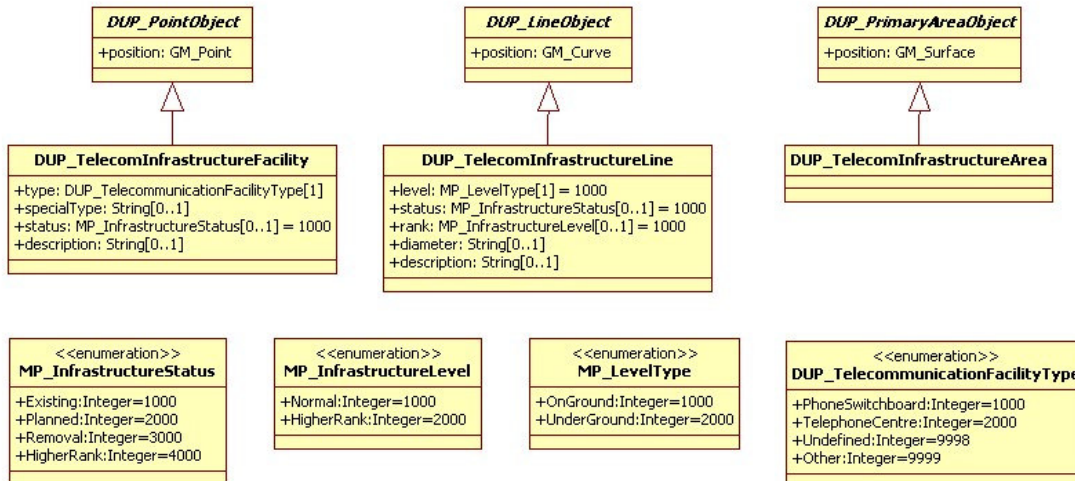 DUP_PointObject
+position: GM_Point
DUP_LineObject
+position: GM_Curve
DUP_PrimaryAreaObject
+position: GM_Surface
DUP_TelecomInfrastructureFacility
+type: DUP_TelecommunicationFacilityType[1]
+specialType: String[0..1]
+status: MP_InfrastructureStatus[0..1] = 1000
+description: String[0..1]
DUP_TelecomInfrastructureLine
+level: MP_LevelType[1] = 1000
+status: MP_InfrastructureStatus[0..1] = 1000
+rank: MP_InfrastructureLevel[0..1] = 1000
+diameter: String[0..1]
+description: String[0..1]
DUP_TelecomInfrastructureArea
<<enumeration>>
MP_InfrastructureStatus
+Existing:Integer=1000
+Planned:Integer=2000
+Removal:Integer=3000
+HigherRank:Integer=4000
<<enumeration>>
MP_InfrastructureLevel
+Normal:Integer=1000
+HigherRank:Integer=2000
<<enumeration>>
MP_LevelType
+OnGround:Integer=1000
+UnderGround:Integer=2000
<<enumeration>>
DUP_TelecommunicationFacilityType
+PhoneSwitchboard:Integer=1000
+TelephoneCentre:Integer=2000
+Undefined:Integer=9998
+Other:Integer=9999